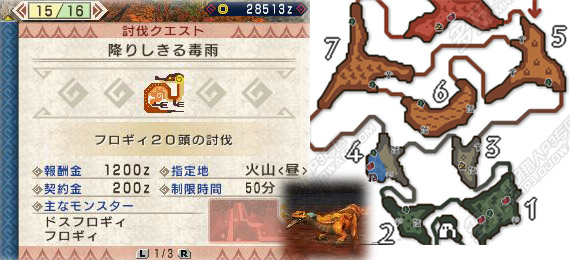 15/16
28513z
討伐クエスト
降りしきる毒雨
フロギィ20頭の討伐
報酬金 1200z 指定地 火山<昼>
契約金 200z 制限時間 50分
主なモンスター
ドスフロギィ
フロギィ
L 1/3 R
7
5
6
4
3
2
1